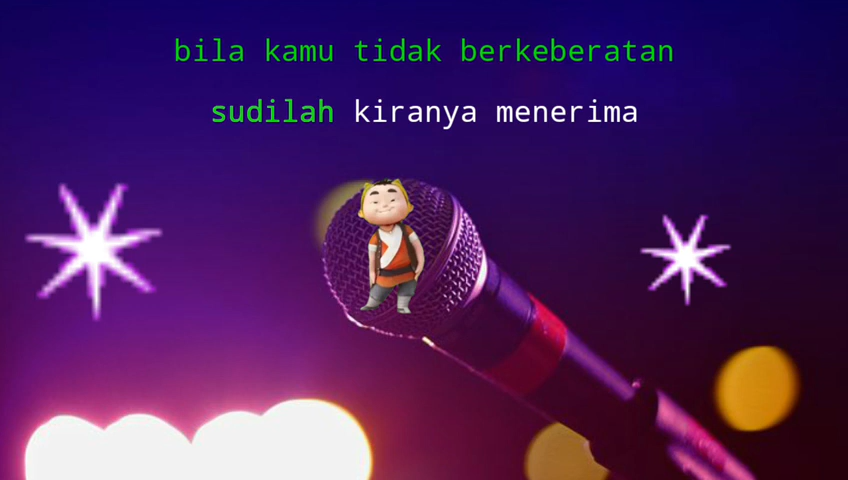 bila kamu tidak berkeberatan
sudilah kiranya menerima